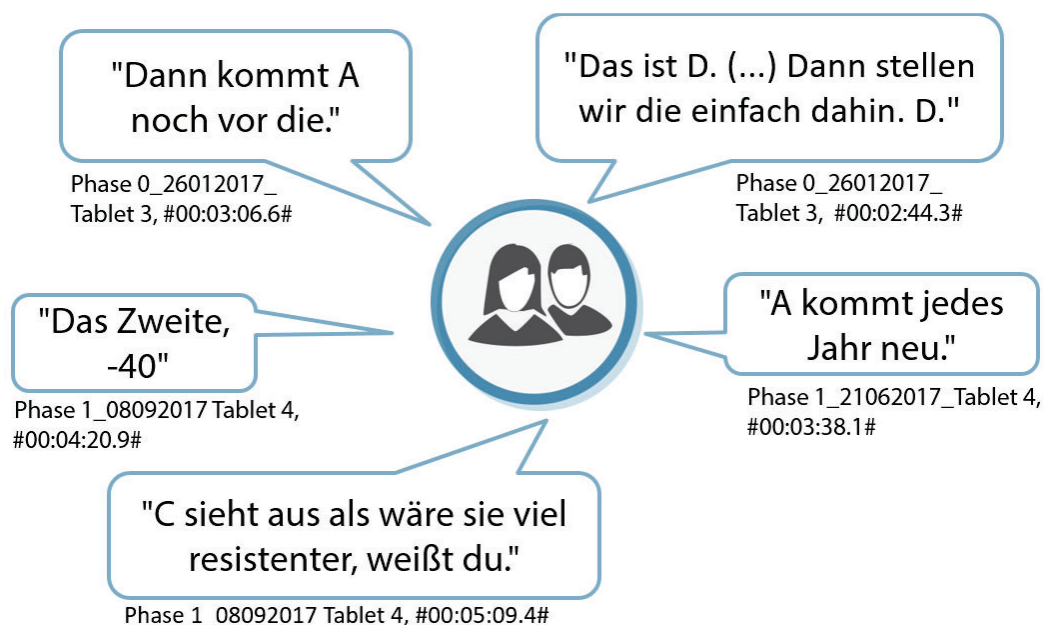 "Dann kommt A
noch vor die."
Phase 0_26012017_
Tablet 3, #00:03:06.6#
"Das ist D. (...) Dann stellen
wir die einfach dahin. D."
Phase 0_26012017_
Tablet 3, #00:02:44.3#
"Das Zweite,
-40"
Phase 1_08092017 Tablet 4,
#00:04:20.9#
"A kommt jedes
Jahr neu."
Phase 1_21062017_Tablet 4,
#00:03:38.1#
"C sieht aus als wäre sie viel
resistenter, weißt du."
Phase 1_08092017 Tablet 4, #00:05:09.4#